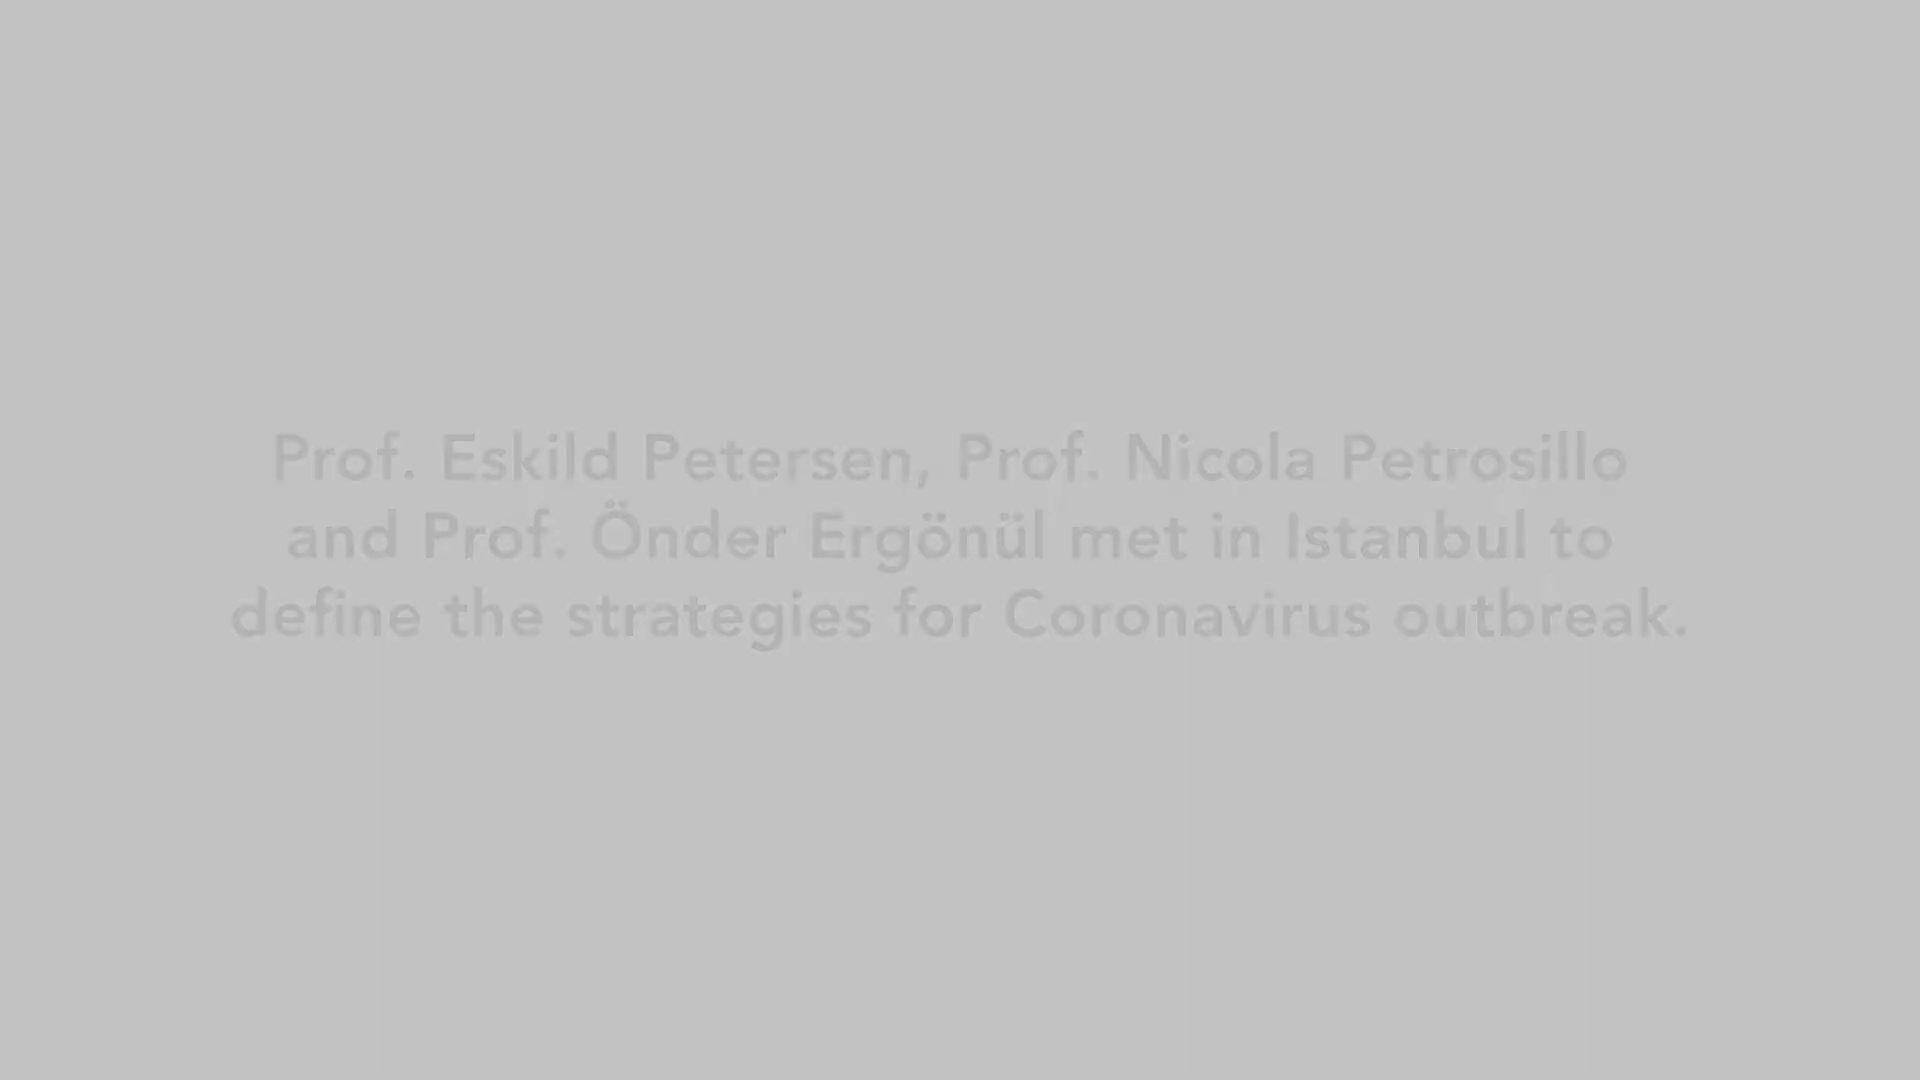 Prof. Eskild Petersen, Prof. Nicola Petrosillo
and Prof. Önder Ergönül met in Istanbul to
define the strategies for Coronavirus outbreak.